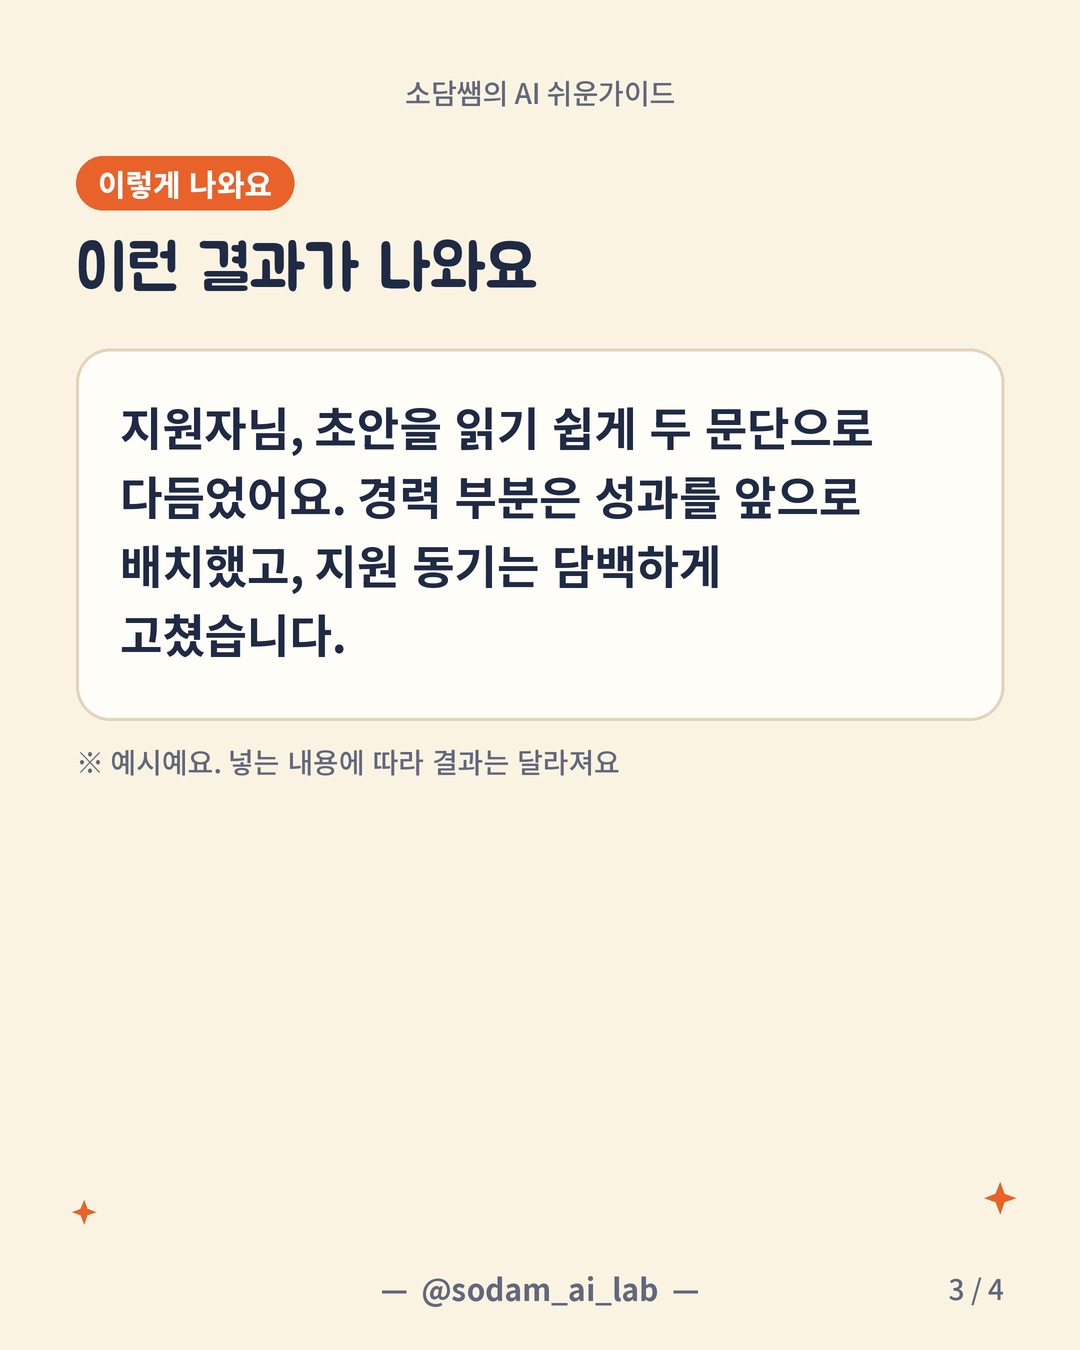 소담쌤의 AI 쉬운가이드
이렇게 나와요
이런 결과가 나와요
지원자님, 초안을 읽기 쉽게 두 문단으로
다듬었어요. 경력 부분은 성과를 앞으로
배치했고, 지원 동기는 담백하게
고쳤습니다.
※ 예시예요. 넣는 내용에 따라 결과는 달라져요
— @sodam_ai_lab —
3 / 4